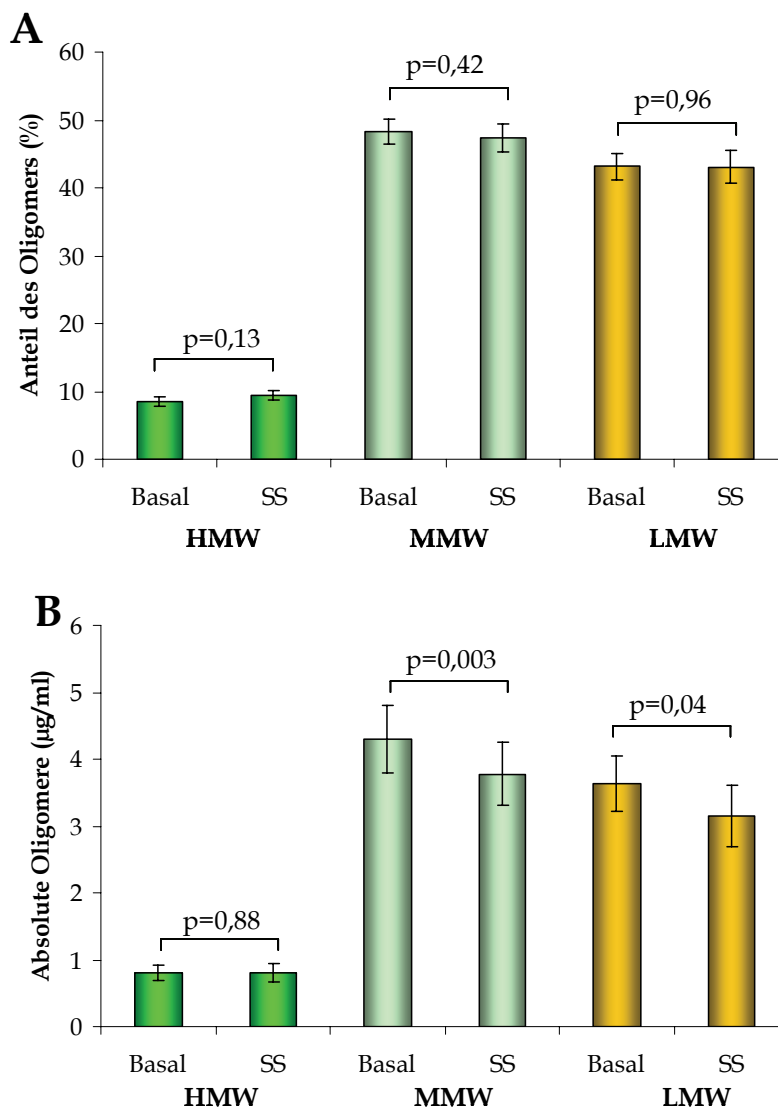 A
60
50
40
30
20
10
0
Anteil des Oligomers (%)
p=0,13
p=0,42
p=0,96
Basal SS Basal SS Basal SS
HMW MMW LMW
B
6
5
4
3
2
1
0
Absolute Oligomere (µg/ml)
p=0,88
p=0,003
p=0,04
Basal SS Basal SS Basal SS
HMW MMW LMW